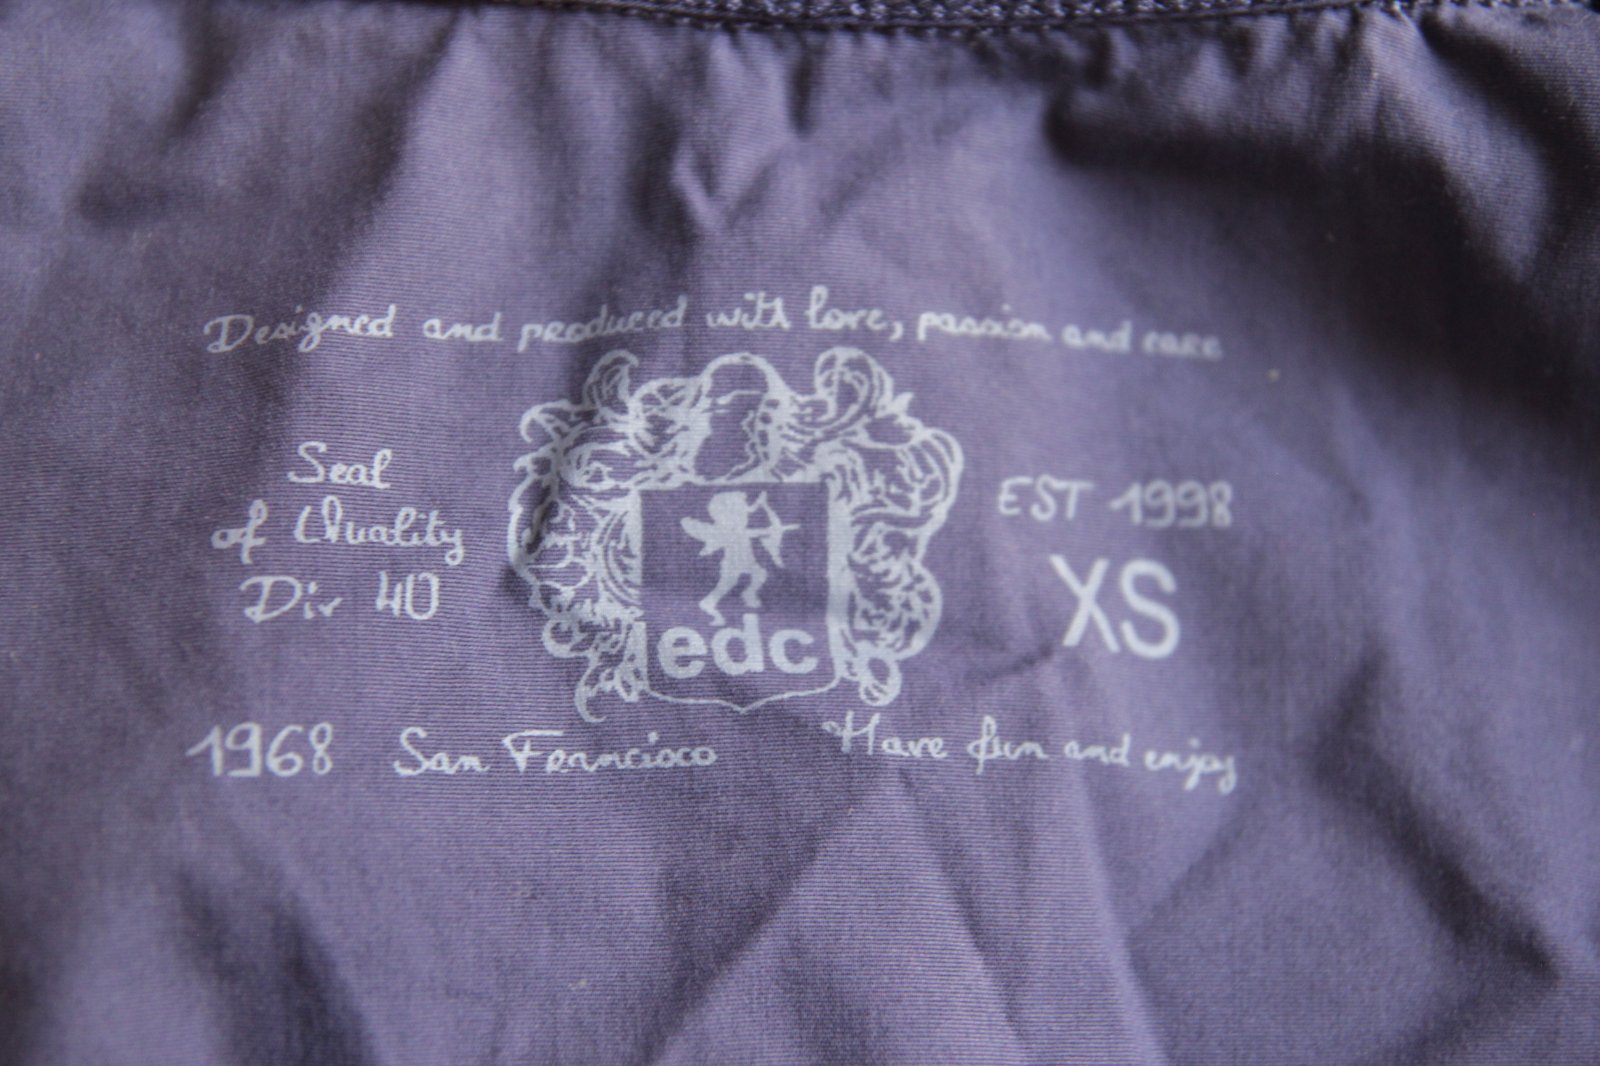 Designed and produced with love, passion and care
Seal
of Quality
Div 40
edc
EST 1998
XS
1968 San Francisco
Have fun and enjoy